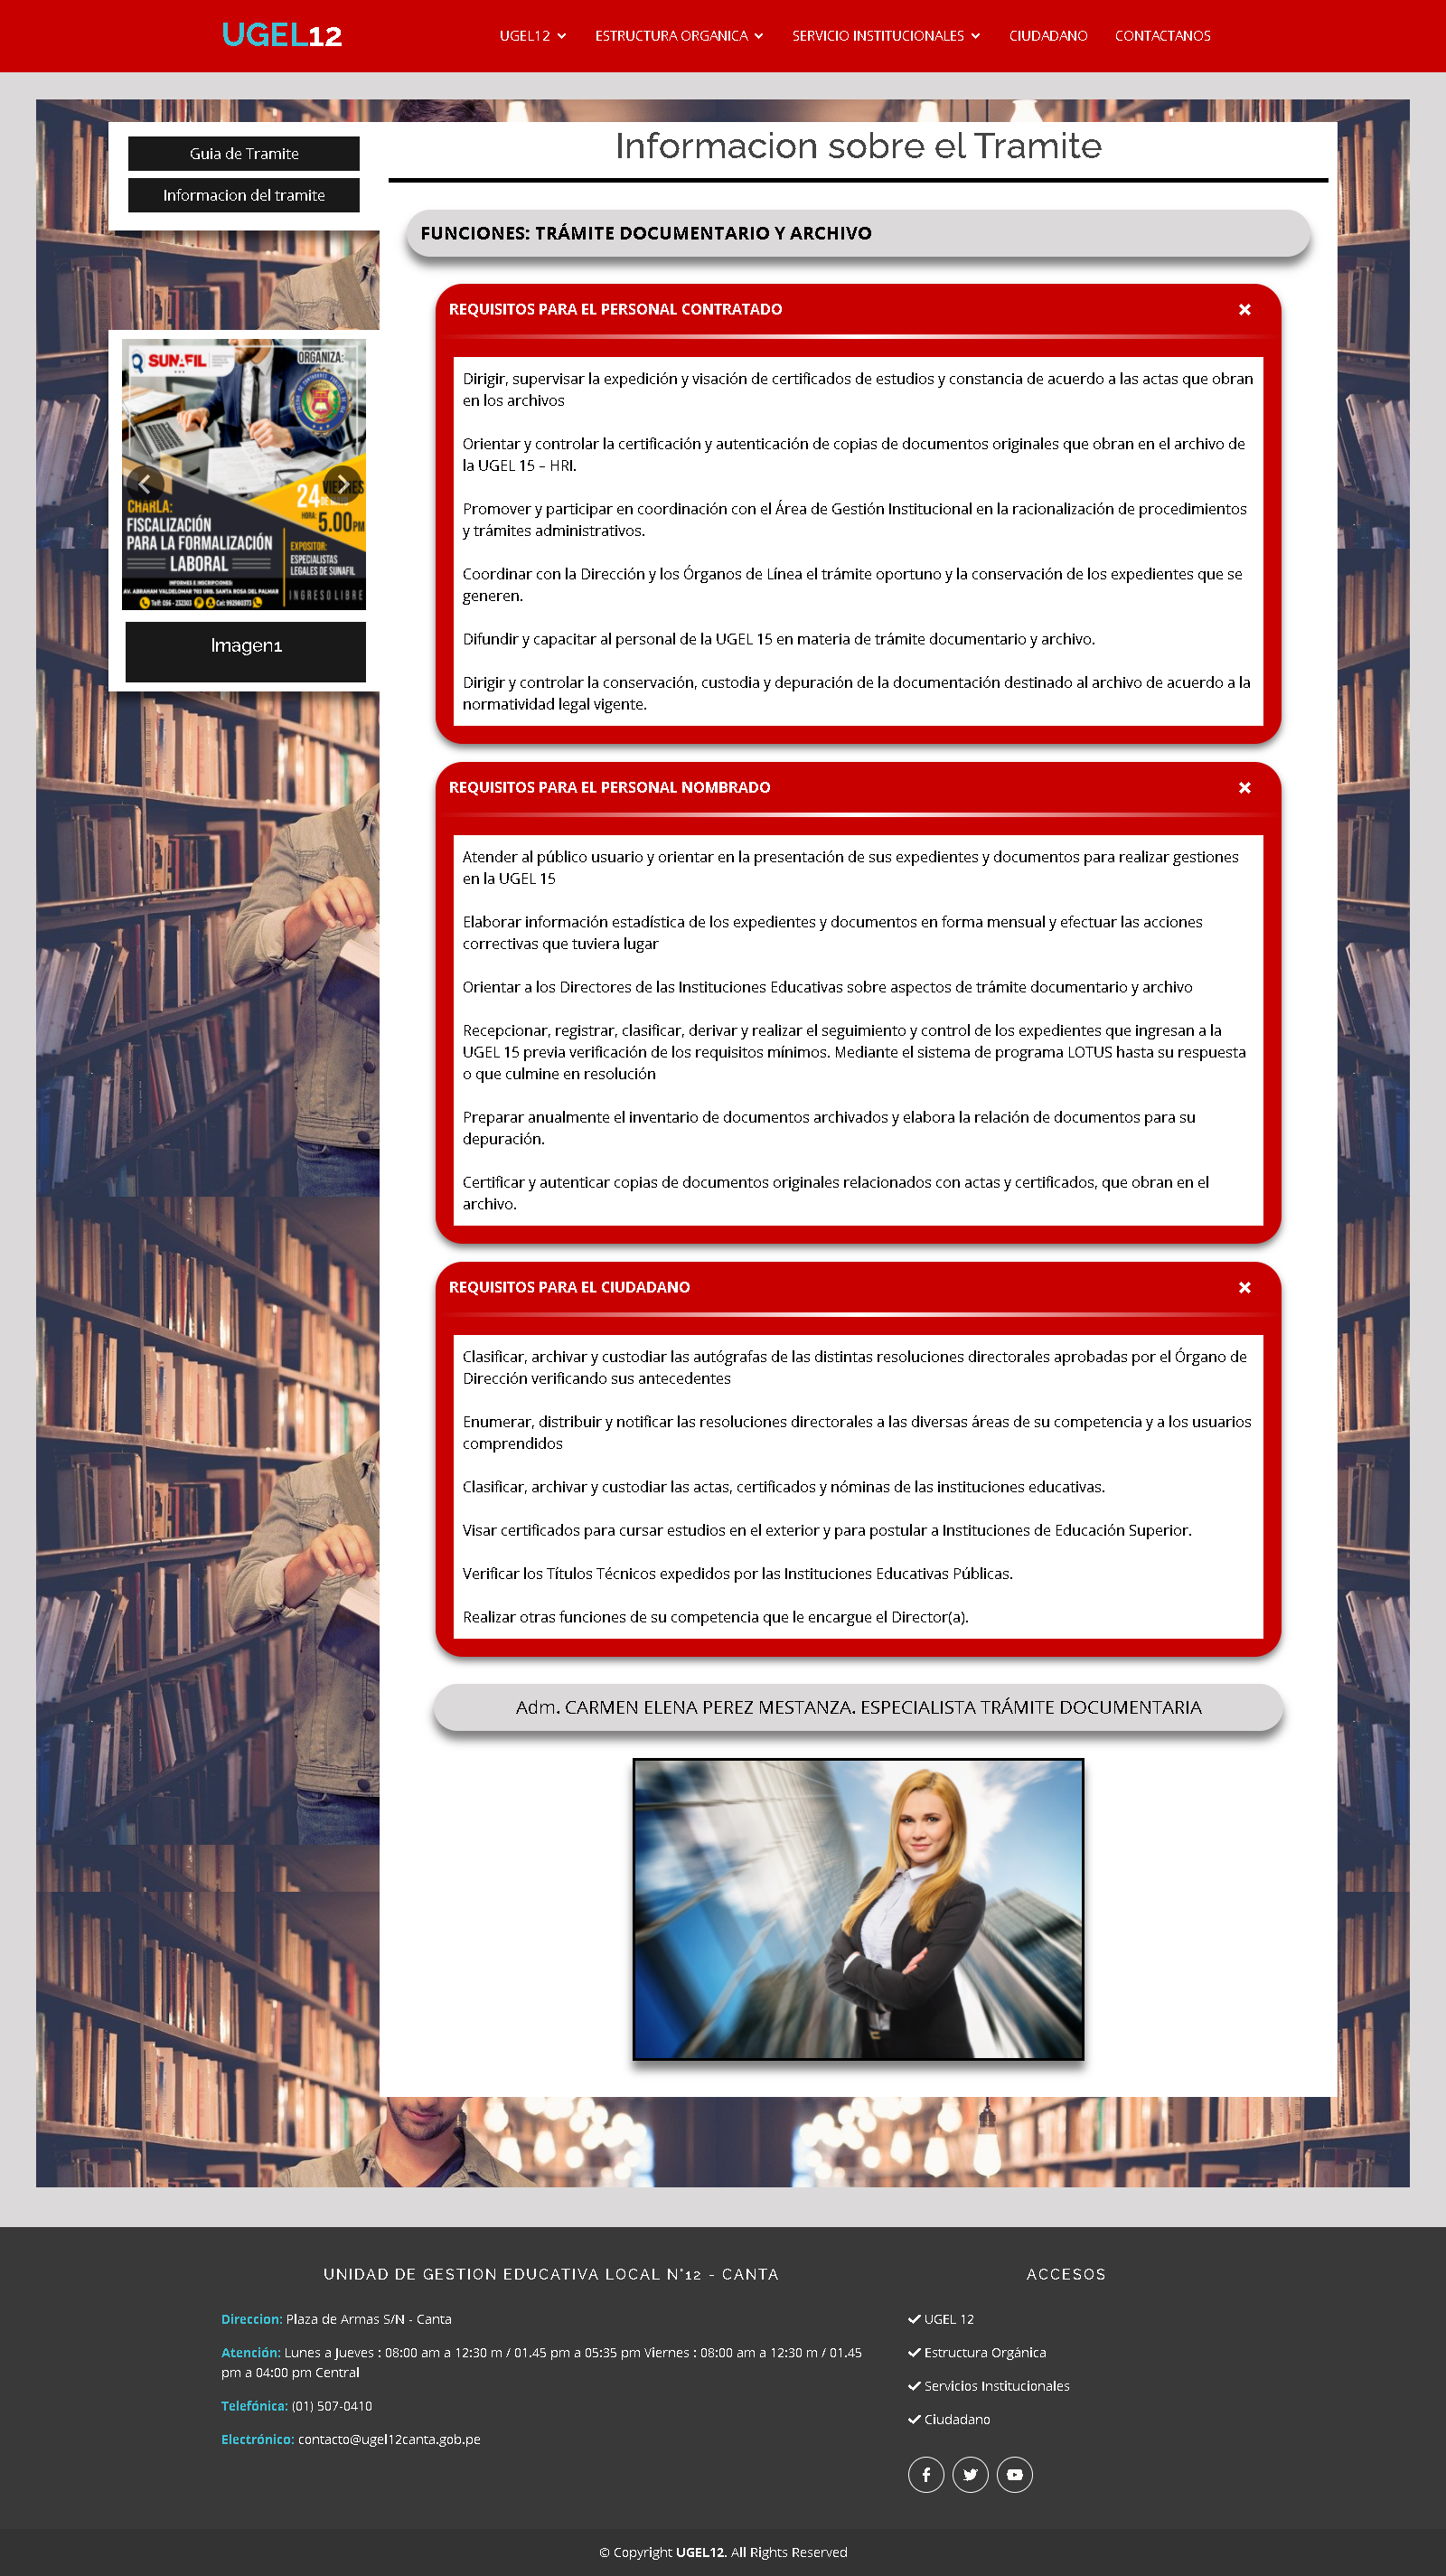 UGEL12
UGEL12
ESTRUCTURA ORGANICA
SERVICIO INSTITUCIONALES
CIUDADANO
CONTACTANOS
Guia de Tramite
Informacion del tramite
SUNAFIL
ORGANIZA:
24
VIERNES
HORA: 5.00PM
CHARLA:
FISCALIZACIÓN
PARA LA FORMALIZACIÓN
LABORAL
EXPOSITOR:
ESPECIALISTAS
LEGALES DE SUNAFIL
INFORMES E INSCRIPCIONES:
AV. ABRAHAM VALDELOMAR 703 URB. SANTA ROSA DEL PALMAR
Telf: 056 - 232303
Cel: 992980373
INGRESO LIBRE
Imagen1
Informacion sobre el Tramite
FUNCIONES: TRÁMITE DOCUMENTARIO Y ARCHIVO
REQUISITOS PARA EL PERSONAL CONTRATADO
Dirigir, supervisar la expedición y visación de certificados de estudios y constancia de acuerdo a las actas que obran
en los archivos
Orientar y controlar la certificación y autenticación de copias de documentos originales que obran en el archivo de
la UGEL 15 – HRI.
Promover y participar en coordinación con el Área de Gestión Institucional en la racionalización de procedimientos
y trámites administrativos.
Coordinar con la Dirección y los Órganos de Línea el trámite oportuno y la conservación de los expedientes que se
generen.
Difundir y capacitar al personal de la UGEL 15 en materia de trámite documentario y archivo.
Dirigir y controlar la conservación, custodia y depuración de la documentación destinado al archivo de acuerdo a la
normatividad legal vigente.
REQUISITOS PARA EL PERSONAL NOMBRADO
Atender al público usuario y orientar en la presentación de sus expedientes y documentos para realizar gestiones
en la UGEL 15
Elaborar información estadística de los expedientes y documentos en forma mensual y efectuar las acciones
correctivas que tuviera lugar
Orientar a los Directores de las Instituciones Educativas sobre aspectos de trámite documentario y archivo
Recepcionar, registrar, clasificar, derivar y realizar el seguimiento y control de los expedientes que ingresan a la
UGEL 15 previa verificación de los requisitos mínimos. Mediante el sistema de programa LOTUS hasta su respuesta
o que culmine en resolución
Preparar anualmente el inventario de documentos archivados y elabora la relación de documentos para su
depuración.
Certificar y autenticar copias de documentos originales relacionados con actas y certificados, que obran en el
archivo.
REQUISITOS PARA EL CIUDADANO
Clasificar, archivar y custodiar las autógrafas de las distintas resoluciones directorales aprobadas por el Órgano de
Dirección verificando sus antecedentes
Enumerar, distribuir y notificar las resoluciones directorales a las diversas áreas de su competencia y a los usuarios
comprendidos
Clasificar, archivar y custodiar las actas, certificados y nóminas de las instituciones educativas.
Visar certificados para cursar estudios en el exterior y para postular a Instituciones de Educación Superior.
Verificar los Títulos Técnicos expedidos por las Instituciones Educativas Públicas.
Realizar otras funciones de su competencia que le encargue el Director(a).
Adm. CARMEN ELENA PEREZ MESTANZA. ESPECIALISTA TRÁMITE DOCUMENTARIA
UNIDAD DE GESTION EDUCATIVA LOCAL N°12 - CANTA
Direccion: Plaza de Armas S/N - Canta
Atención: Lunes a Jueves : 08:00 am a 12:30 m / 01.45 pm a 05:35 pm Viernes : 08:00 am a 12:30 m / 01.45
pm a 04:00 pm Central
Telefónica: (01) 507-0410
Electrónico: contacto@ugel12canta.gob.pe
ACCESOS
UGEL 12
Estructura Orgánica
Servicios Institucionales
Ciudadano
© Copyright UGEL12. All Rights Reserved